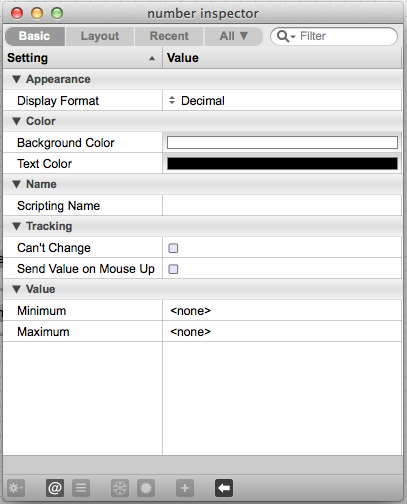 number inspector
Basic Layout Recent All ▼ Filter
Setting Value
Appearance
Display Format Decimal
Color
Background Color
Text Color
Name
Scripting Name
Tracking
Can't Change
Send Value on Mouse Up
Value
Minimum <none>
Maximum <none>
@